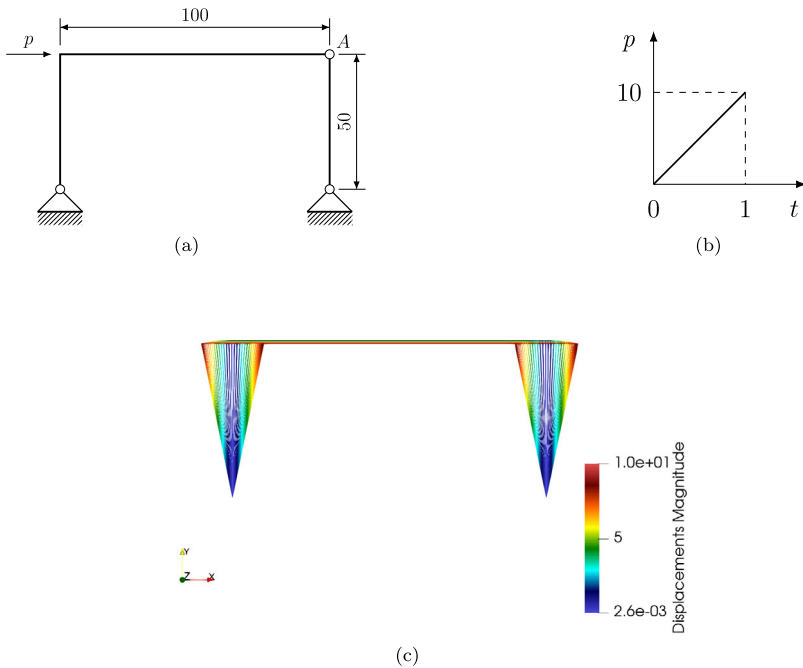 100
p
A
50
(a)
p
10
0
1
t
(b)
Y
Z
X
1.0e+01
5
2.6e-03
Displacements Magnitude
(c)